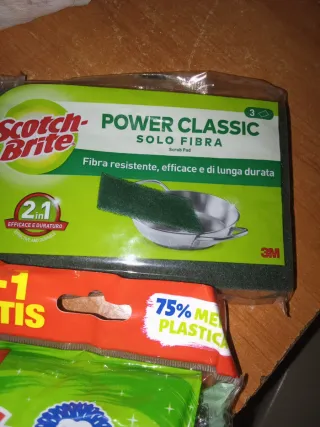 3
Scotch-
Brite
POWER CLASSIC
SOLO FIBRA
Scrub Pad
Fibra resistente, efficace e di lunga durata
2in1
EFFICACE E DURATURO
3M
-1
TIS
75% ME
PLASTICA